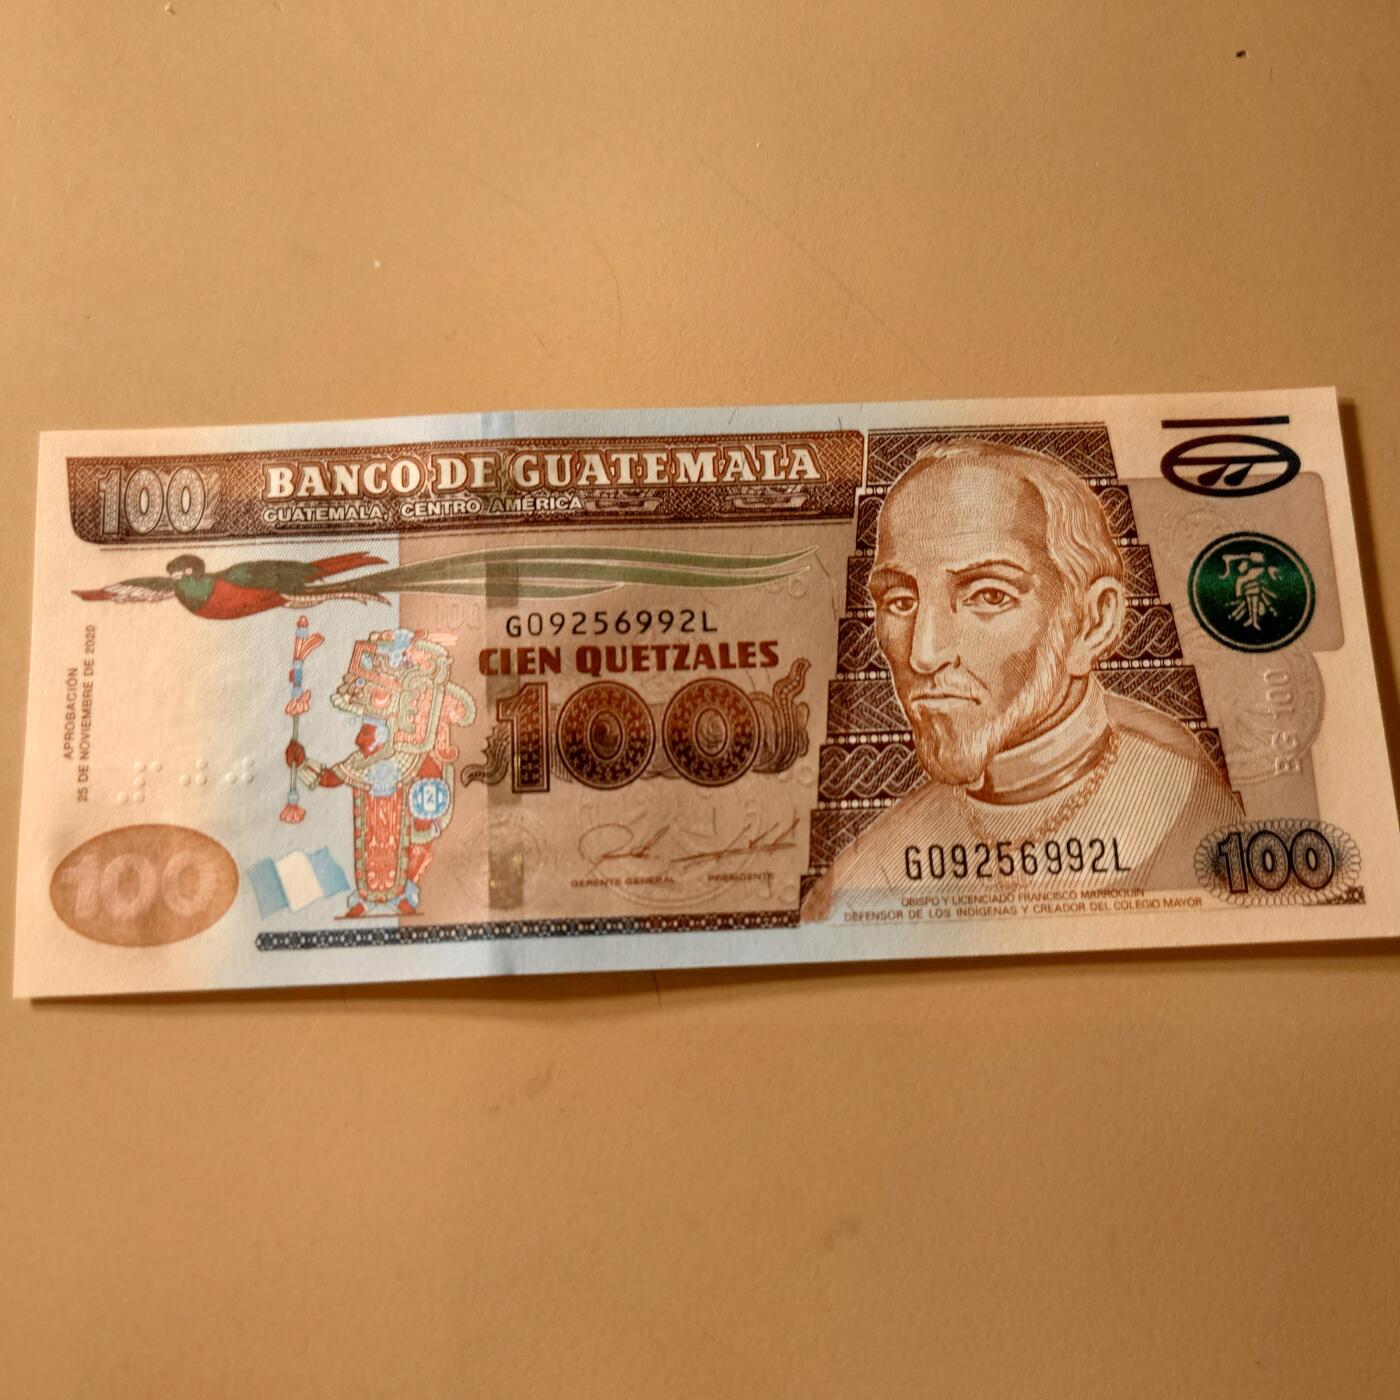 100
BANCO DE GUATEMALA
GUATEMALA, CENTRO AMÉRICA
G09256992L
CIEN QUETZALES
100
APROBACIÓN
25 DE NOVIEMBRE DE 2020
100
GERENTE GENERAL
PRESIDENTE
BG 100
G09256992L
100
OBISPO Y LICENCIADO FRANCISCO MARROQUÍN
DEFENSOR DE LOS INDÍGENAS Y CREADOR DEL COLEGIO MAYOR